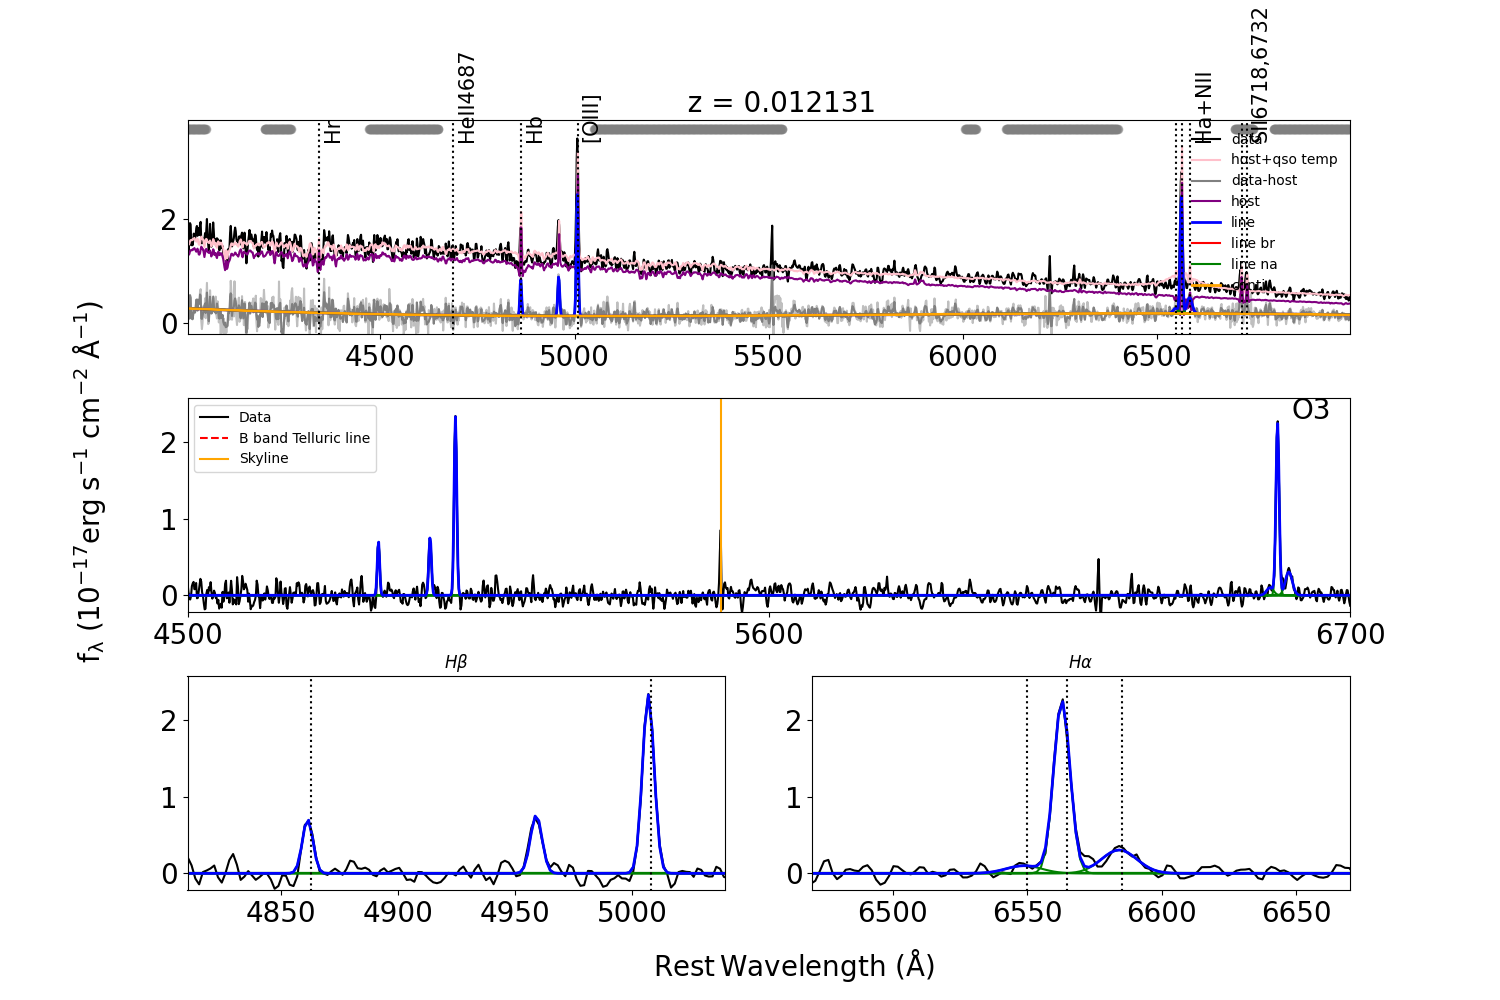 z = 0.012131
Hr
HeII4687
Hb
[OIII]
Ha+NII
SII6718,6732
data
host+qso temp
data-host
host
line
line br
line na
conti
2
0
4500 5000 5500 6000 6500
Data
B band Telluric line
Skyline
O3
2
1
0
4500 5600 6700
fλ (10⁻¹⁷erg s⁻¹ cm⁻² Å⁻¹)
Hβ
2
1
0
4850 4900 4950 5000
Hα
2
1
0
6500 6550 6600 6650
Rest Wavelength (Å)